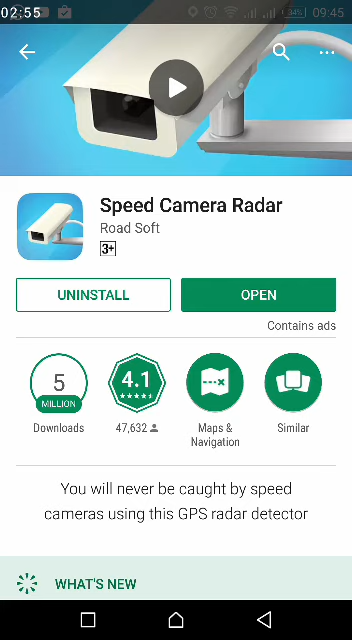 02:55
34%
09:45
Speed Camera Radar
Road Soft
3+
UNINSTALL
OPEN
Contains ads
5
MILLION
4.1
Downloads
47,632
Maps &
Navigation
Similar
You will never be caught by speed
cameras using this GPS radar detector
WHAT'S NEW